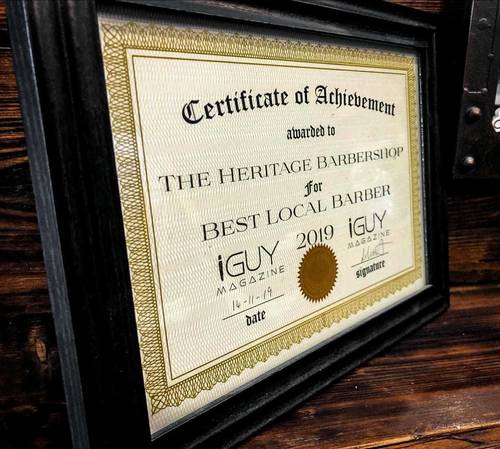 Certificate of Achievement
awarded to
THE HERITAGE BARBERSHOP
For
BEST LOCAL BARBER
2019
iGUY
MAGAZINE
iGUY
MAGAZINE
14-11-19
date
signature